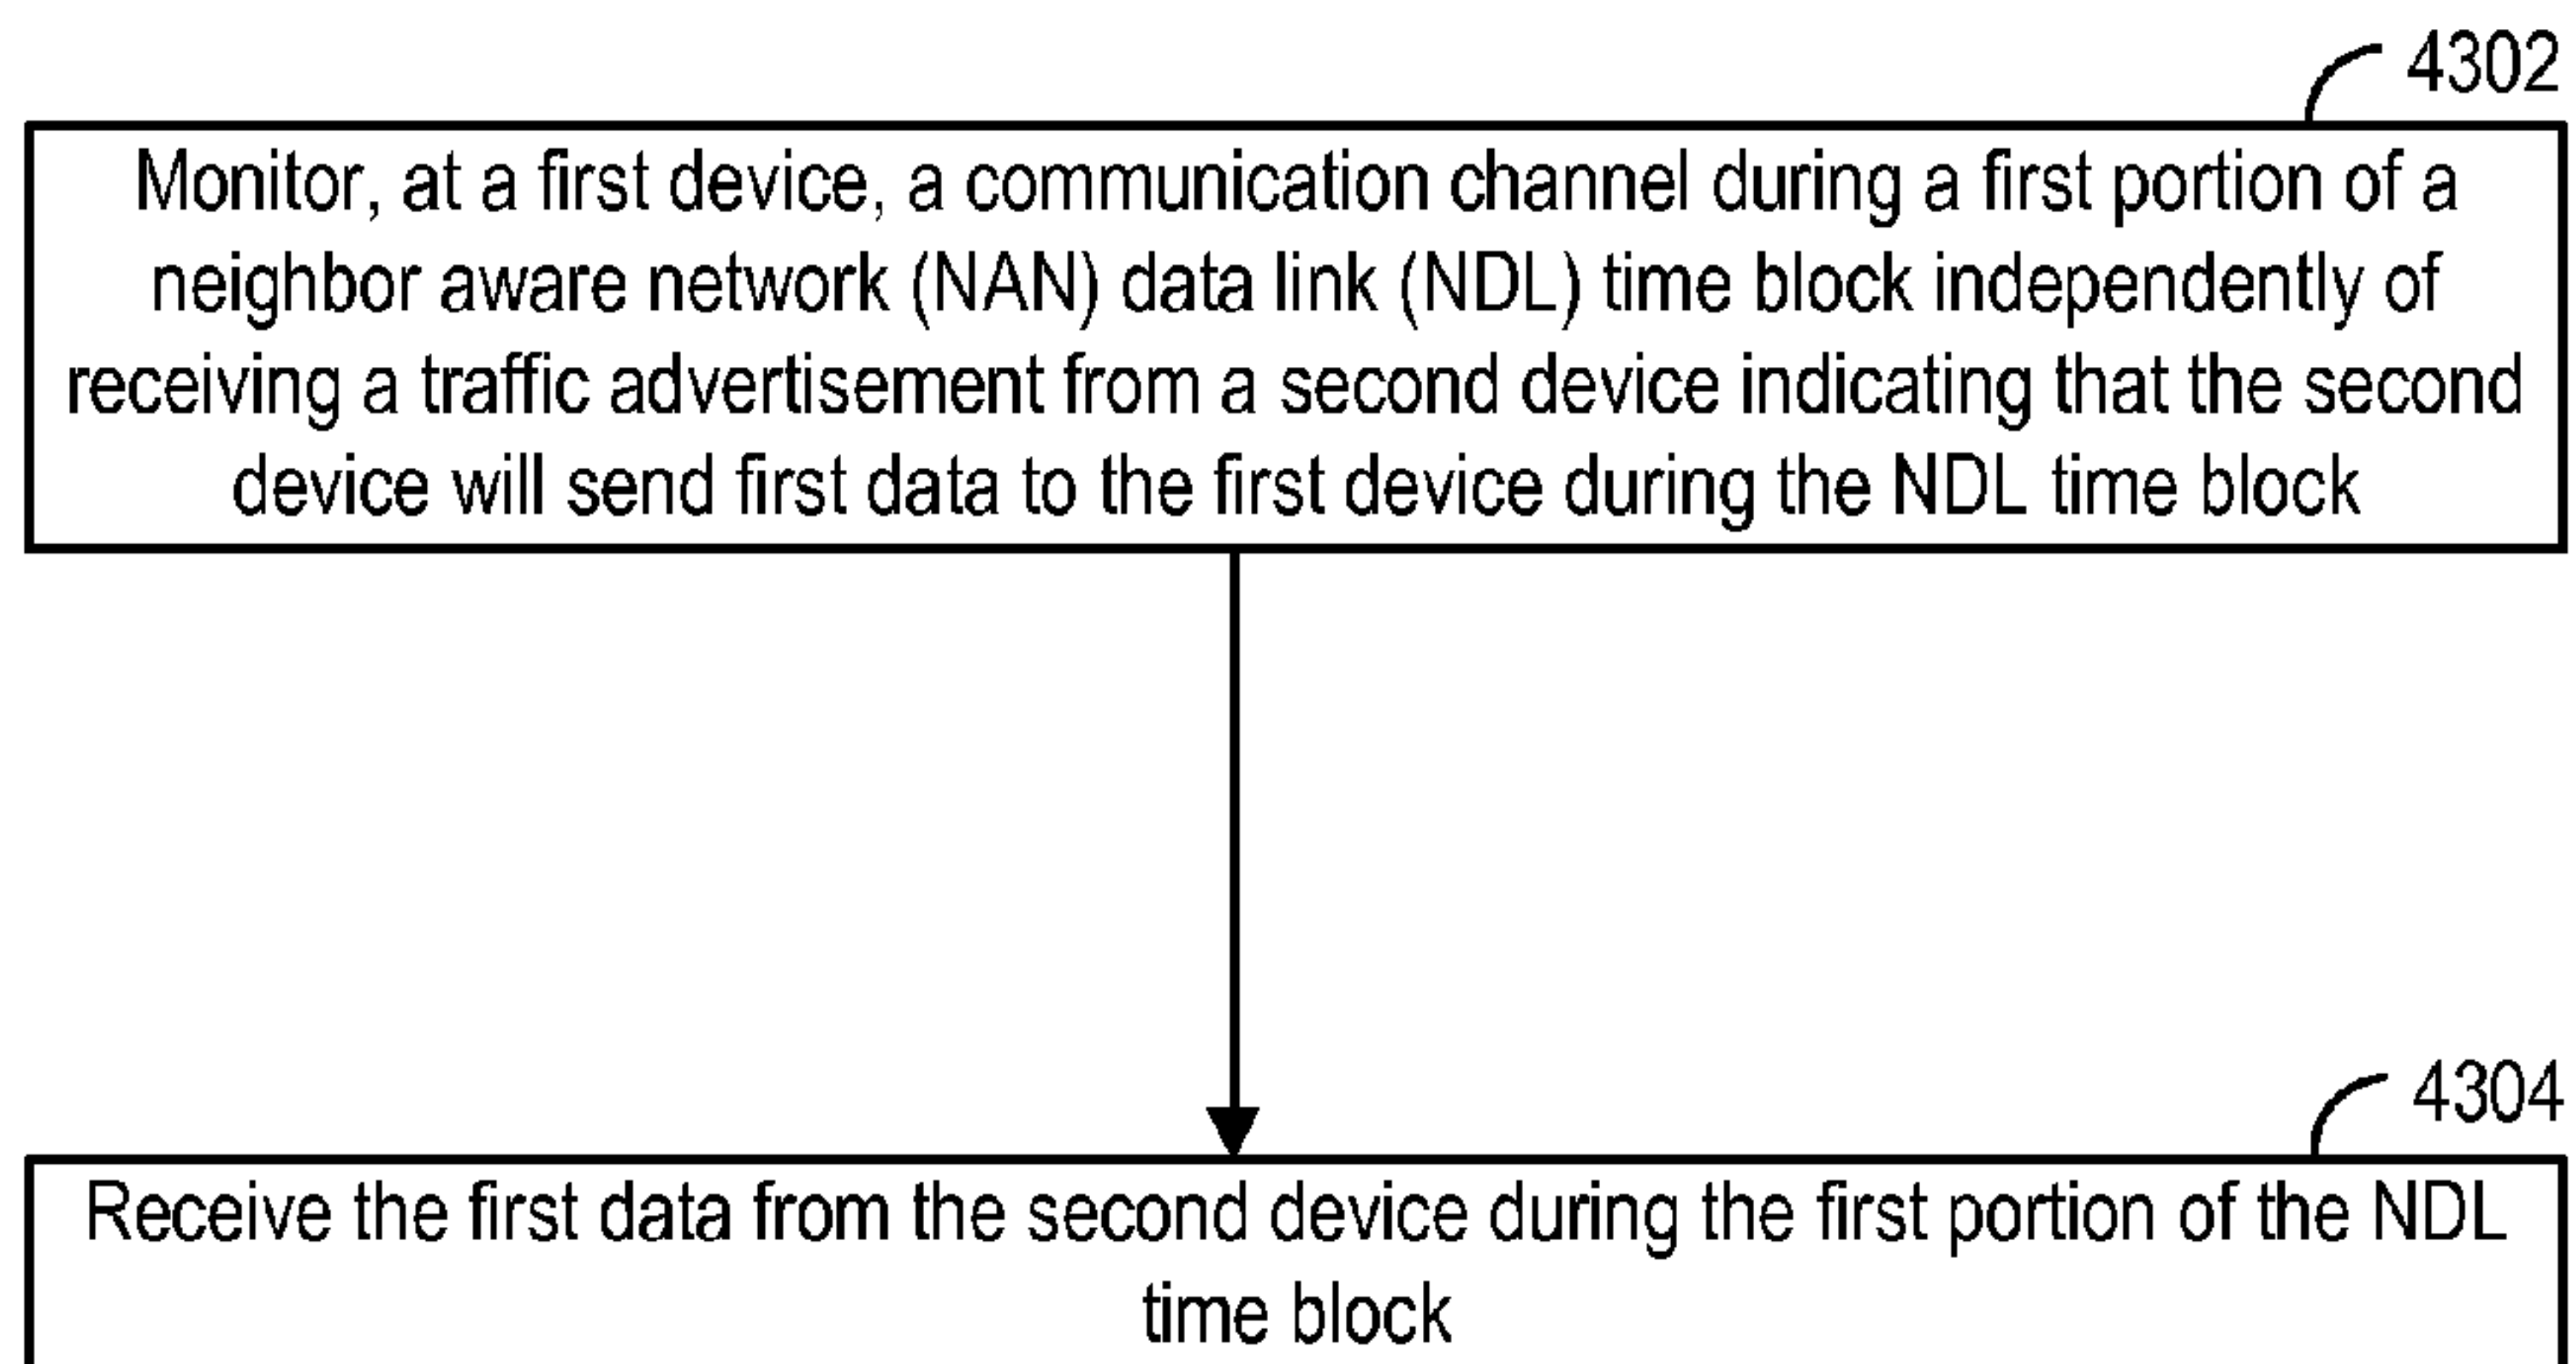 4302
Monitor, at a first device, a communication channel during a first portion of a
neighbor aware network (NAN) data link (NDL) time block independently of
receiving a traffic advertisement from a second device indicating that the second
device will send first data to the first device during the NDL time block
4304
Receive the first data from the second device during the first portion of the NDL
time block